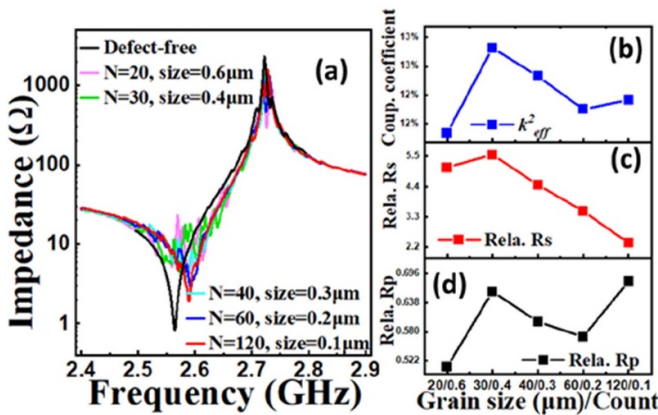 Impedance (Ω)
1000
100
10
1
Defect-free
N=20, size=0.6μm
N=30, size=0.4μm
(a)
N=40, size=0.3μm
N=60, size=0.2μm
N=120, size=0.1μm
2.4 2.5 2.6 2.7 2.8 2.9
Frequency (GHz)
Coup. coefficient
13%
13%
12%
12%
(b)
k²eff
Rela. Rs
5.5
4.4
3.3
2.2
(c)
Rela. Rs
Rela. Rp
0.696
0.638
0.580
0.522
(d)
Rela. Rp
20/0.6 30/0.4 40/0.3 60/0.2 120/0.1
Grain size (μm)/Count